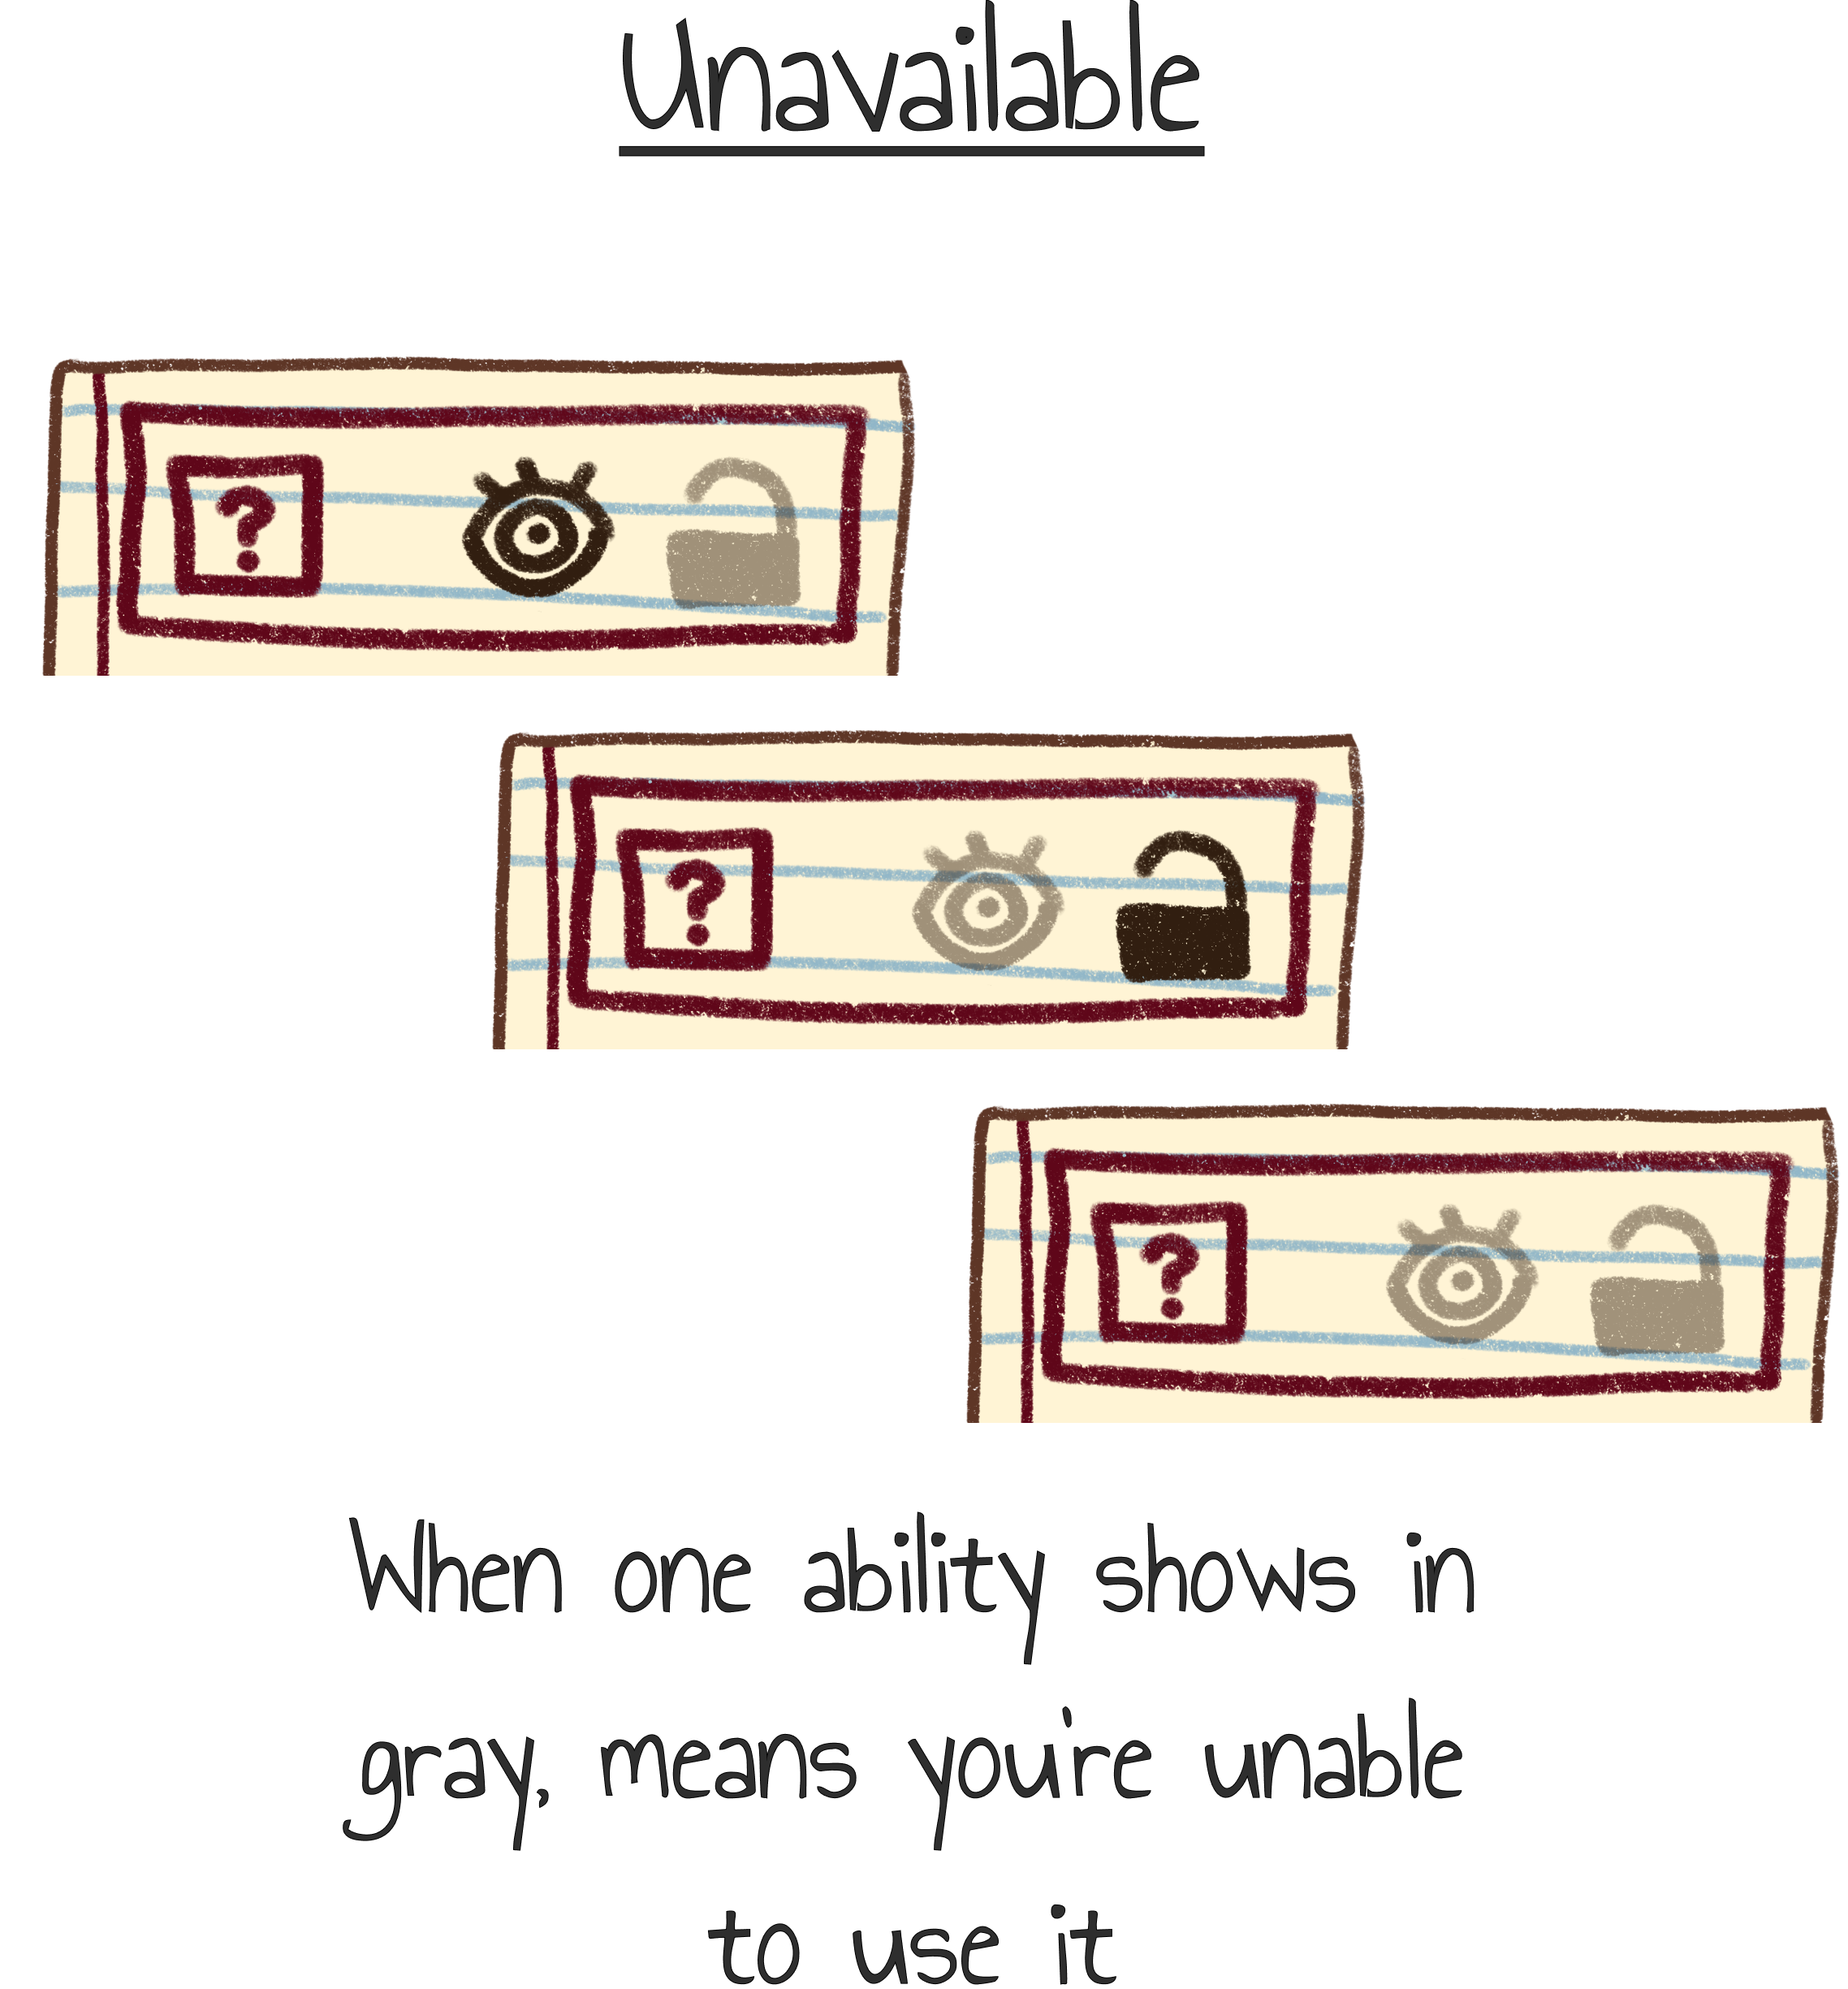 Unavailable
?
?
?
When one ability shows in
gray, means you're unable
to use it